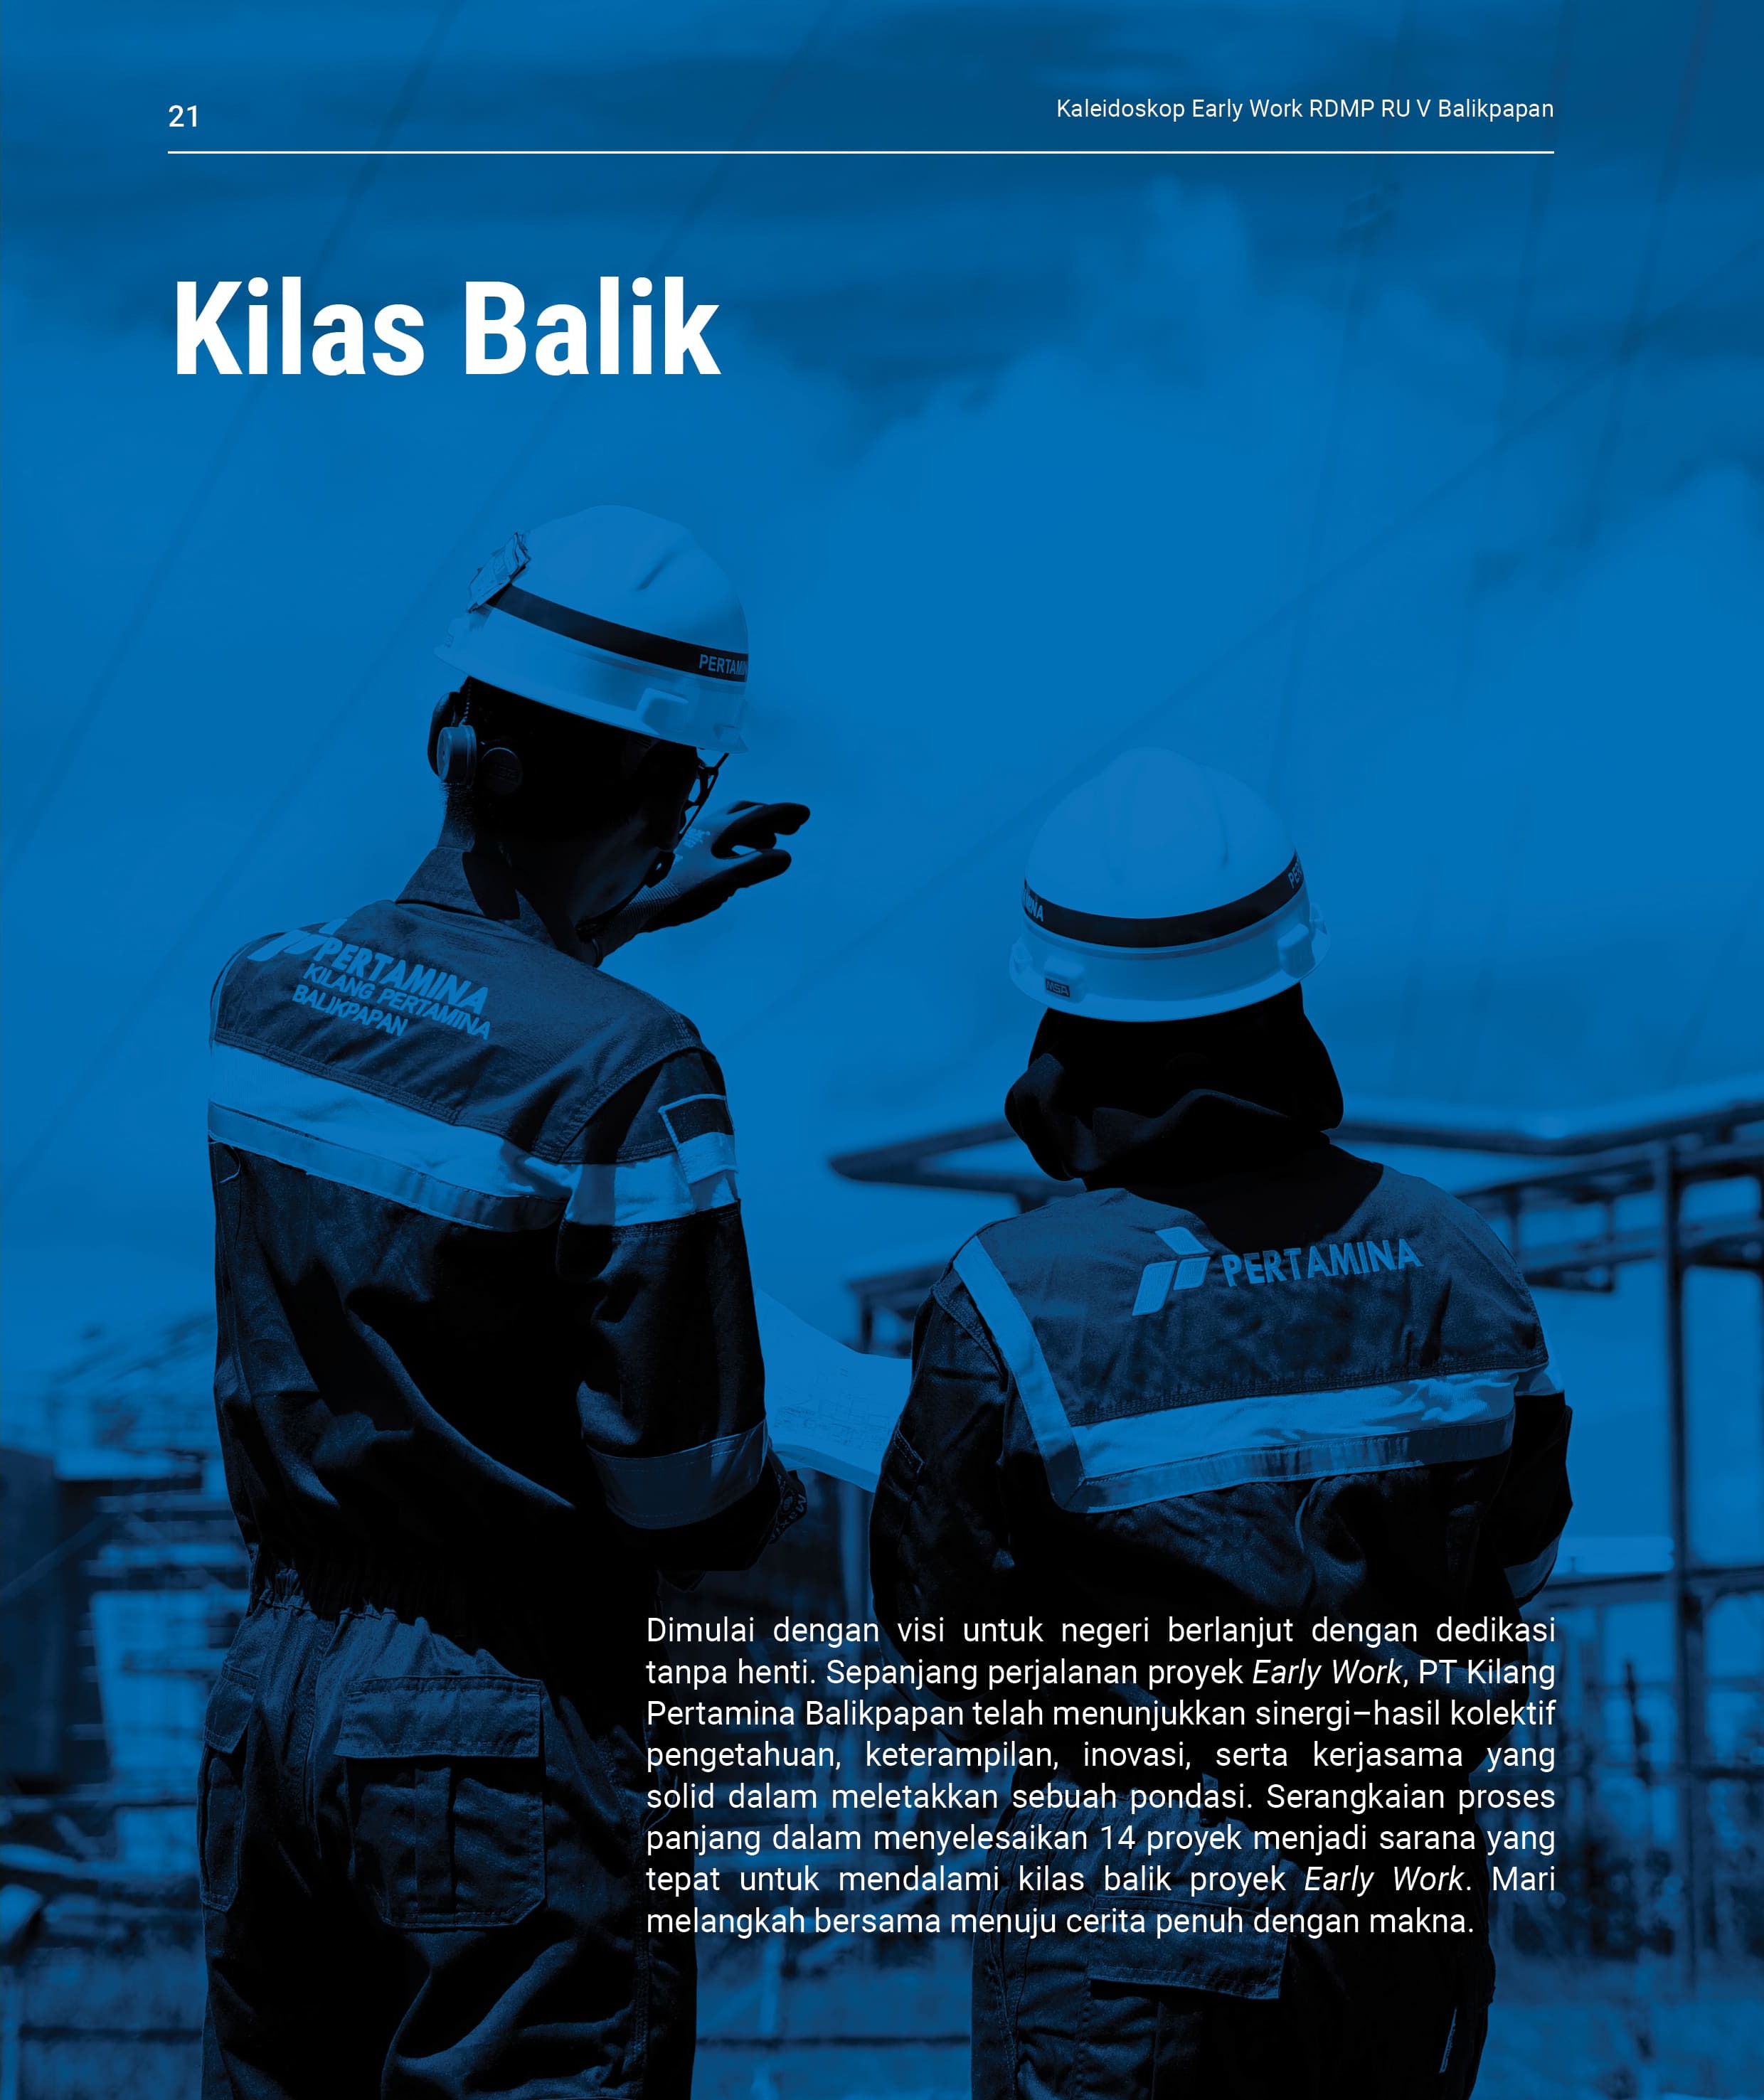 21
Kaleidoskop Early Work RDMP RU V Balikpapan
Kilas Balik
PERTAMINA
KILANG PERTAMINA
BALIKPAPAN
MSA
PERTAMINA
Dimulai dengan visi untuk negeri berlanjut dengan dedikasi
tanpa henti. Sepanjang perjalanan proyek Early Work, PT Kilang
Pertamina Balikpapan telah menunjukkan sinergi–hasil kolektif
pengetahuan, keterampilan, inovasi, serta kerjasama yang
solid dalam meletakkan sebuah pondasi. Serangkaian proses
panjang dalam menyelesaikan 14 proyek menjadi sarana yang
tepat untuk mendalami kilas balik proyek Early Work. Mari
melangkah bersama menuju cerita penuh dengan makna.